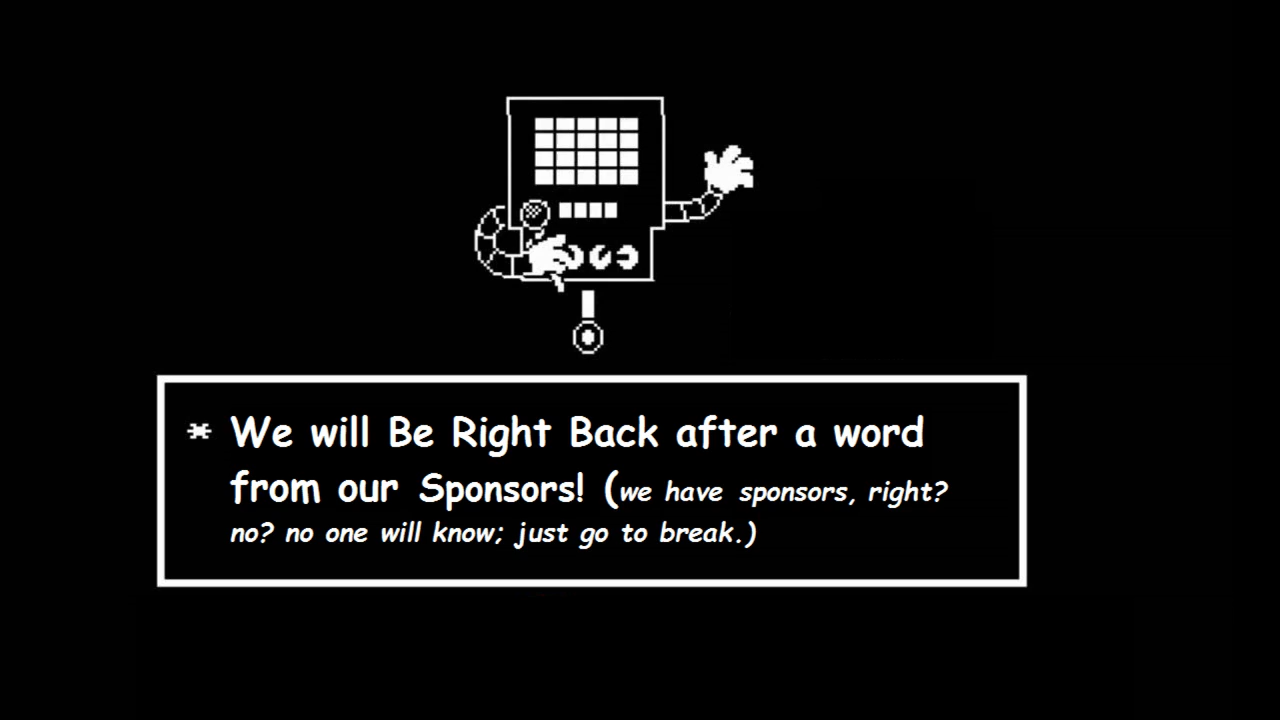 * We will Be Right Back after a word
from our Sponsors! (we have sponsors, right?
no? no one will know; just go to break.)